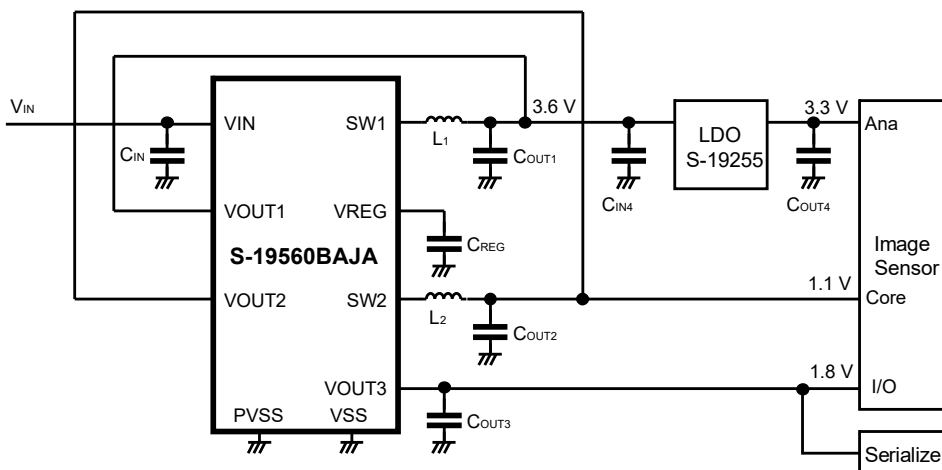 VIN
CIN
VIN
SW1
L1
COUT1
3.6 V
CIN4
LDO
S-19255
3.3 V
COUT4
Ana
VOUT1
VREG
CREG
S-19560BAJA
Image
Sensor
VOUT2
SW2
L2
COUT2
1.1 V
Core
VOUT3
COUT3
1.8 V
I/O
PVSS
VSS
Serialize